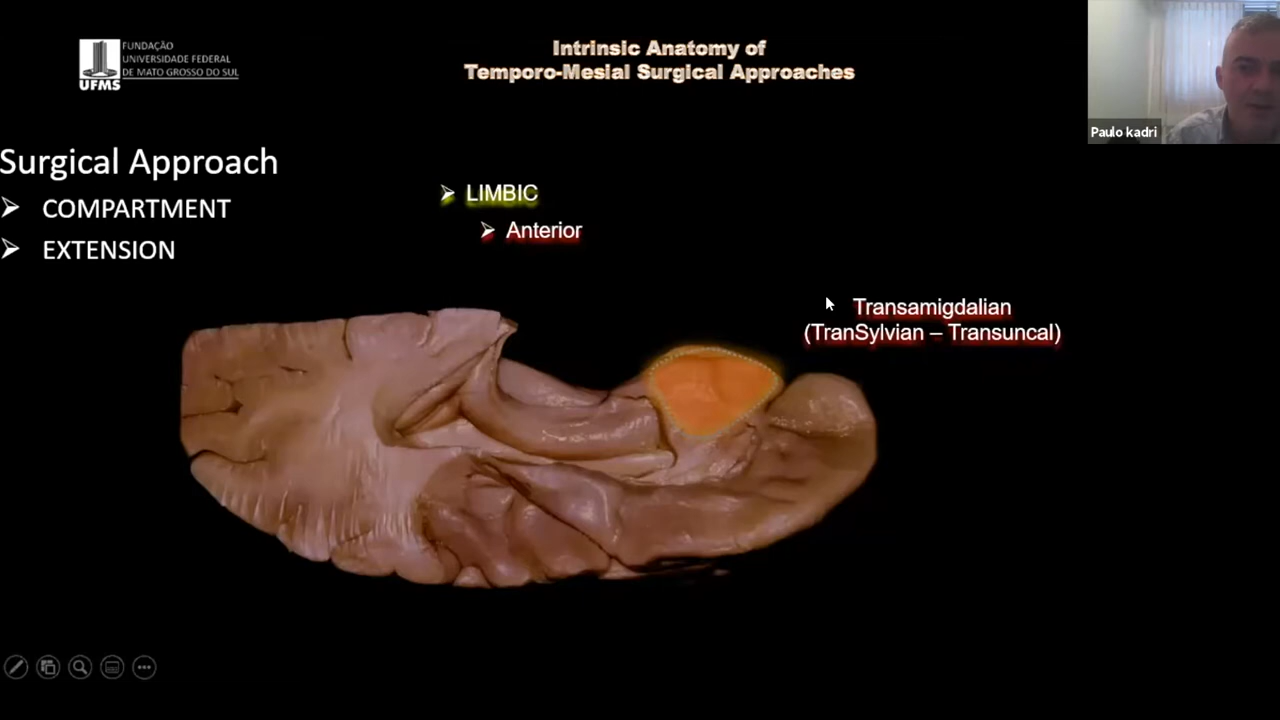 FUNDAÇÃO
UNIVERSIDADE FEDERAL
DE MATO GROSSO DO SUL
UFMS
Intrinsic Anatomy of
Temporo-Mesial Surgical Approaches
Paulo kadri
Surgical Approach
COMPARTMENT
EXTENSION
LIMBIC
Anterior
Transamigdalian
(TranSylvian – Transuncal)